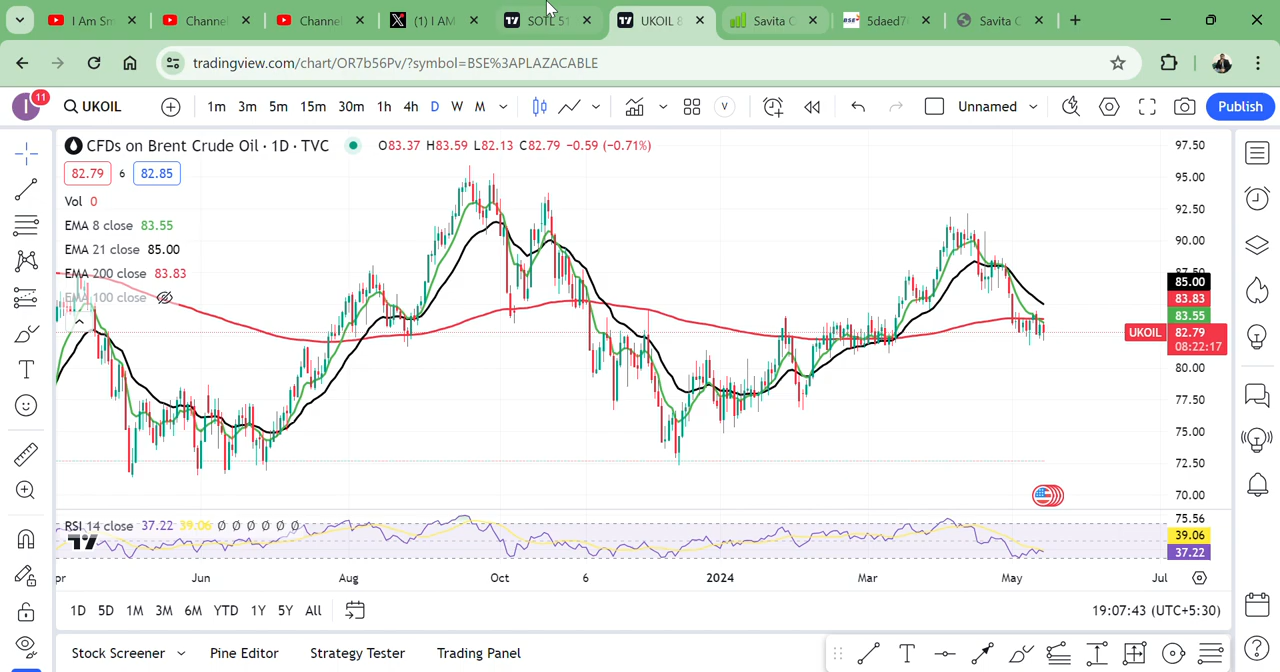 I Am Sm
Channel
Channel
(1) I AM
SOTL 51
UKOIL 8
Savita C
5daed7
Savita C
tradingview.com/chart/OR7b56Pv/?symbol=BSE%3APLAZACABLE
I 11 UKOIL 1m 3m 5m 15m 30m 1h 4h D W M V Unnamed Publish
CFDs on Brent Crude Oil · 1D · TVC O83.37 H83.59 L82.13 C82.79 −0.59 (−0.71%)
82.79 6 82.85
Vol 0
EMA 8 close 83.55
EMA 21 close 85.00
EMA 200 close 83.83
EMA 100 close
97.50
95.00
92.50
90.00
87.50
85.00
83.83
83.55
UKOIL 82.79
08:22:17
80.00
77.50
75.00
72.50
70.00
RSI 14 close 37.22 39.06 Ø Ø Ø Ø Ø Ø
75.56
39.06
37.22
pr Jun Aug Oct 6 2024 Mar May Jul
1D 5D 1M 3M 6M YTD 1Y 5Y All 19:07:43 (UTC+5:30)
Stock Screener Pine Editor Strategy Tester Trading Panel